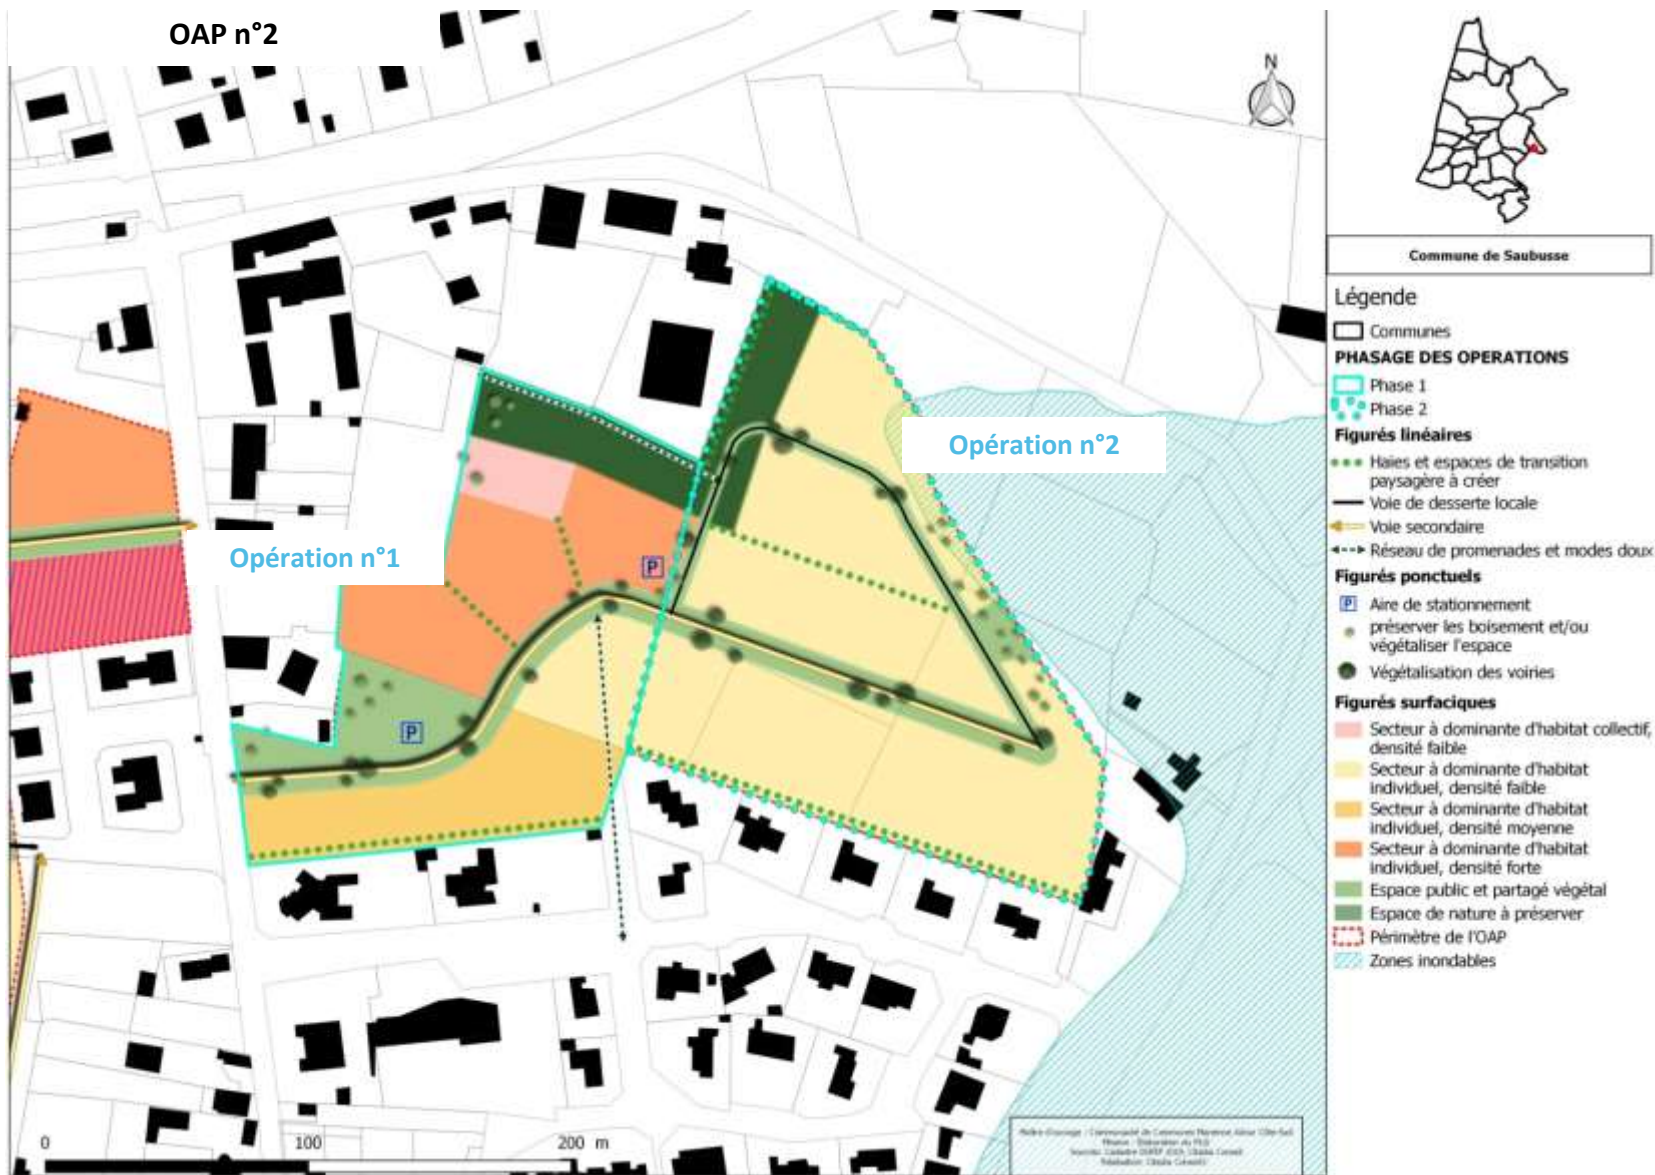 OAP n°2
N
Opération n°2
Opération n°1
P
P
0
100
200 m
Commune de Saubusse
Légende
Communes
PHASAGE DES OPERATIONS
Phase 1
Phase 2
Figurés linéaires
Haies et espaces de transition
paysagère à créer
Voie de desserte locale
Voie secondaire
Réseau de promenades et modes doux
Figurés ponctuels
P Aire de stationnement
préserver les boisement et/ou
végétaliser l'espace
Végétalisation des voiries
Figurés surfaciques
Secteur à dominante d'habitat collectif,
densité faible
Secteur à dominante d'habitat
individuel, densité faible
Secteur à dominante d'habitat
individuel, densité moyenne
Secteur à dominante d'habitat
individuel, densité forte
Espace public et partagé végétal
Espace de nature à préserver
Périmètre de l'OAP
Zones inondables